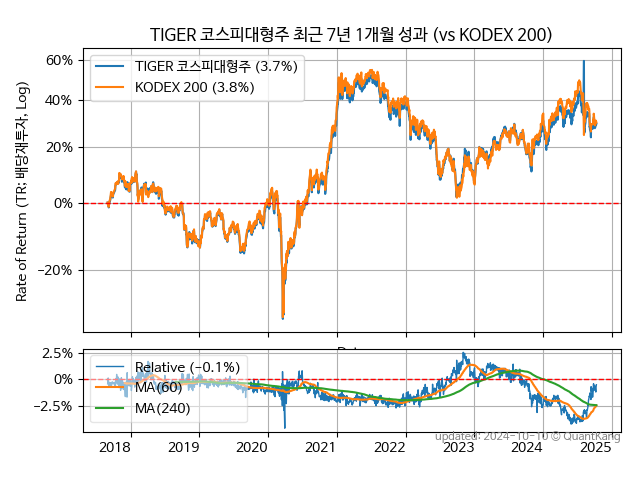 TIGER 코스피대형주 최근 7년 1개월 성과 (vs KODEX 200)
Rate of Return (TR: 배당재투자, Log)
60%
40%
20%
0%
−20%
TIGER 코스피대형주 (3.7%)
KODEX 200 (3.8%)
2.5%
0%
−2.5%
Relative (−0.1%)
MA(60)
MA(240)
2018 2019 2020 2021 2022 2023 2024 2025
updated: 2024-10-10 © QuantKang